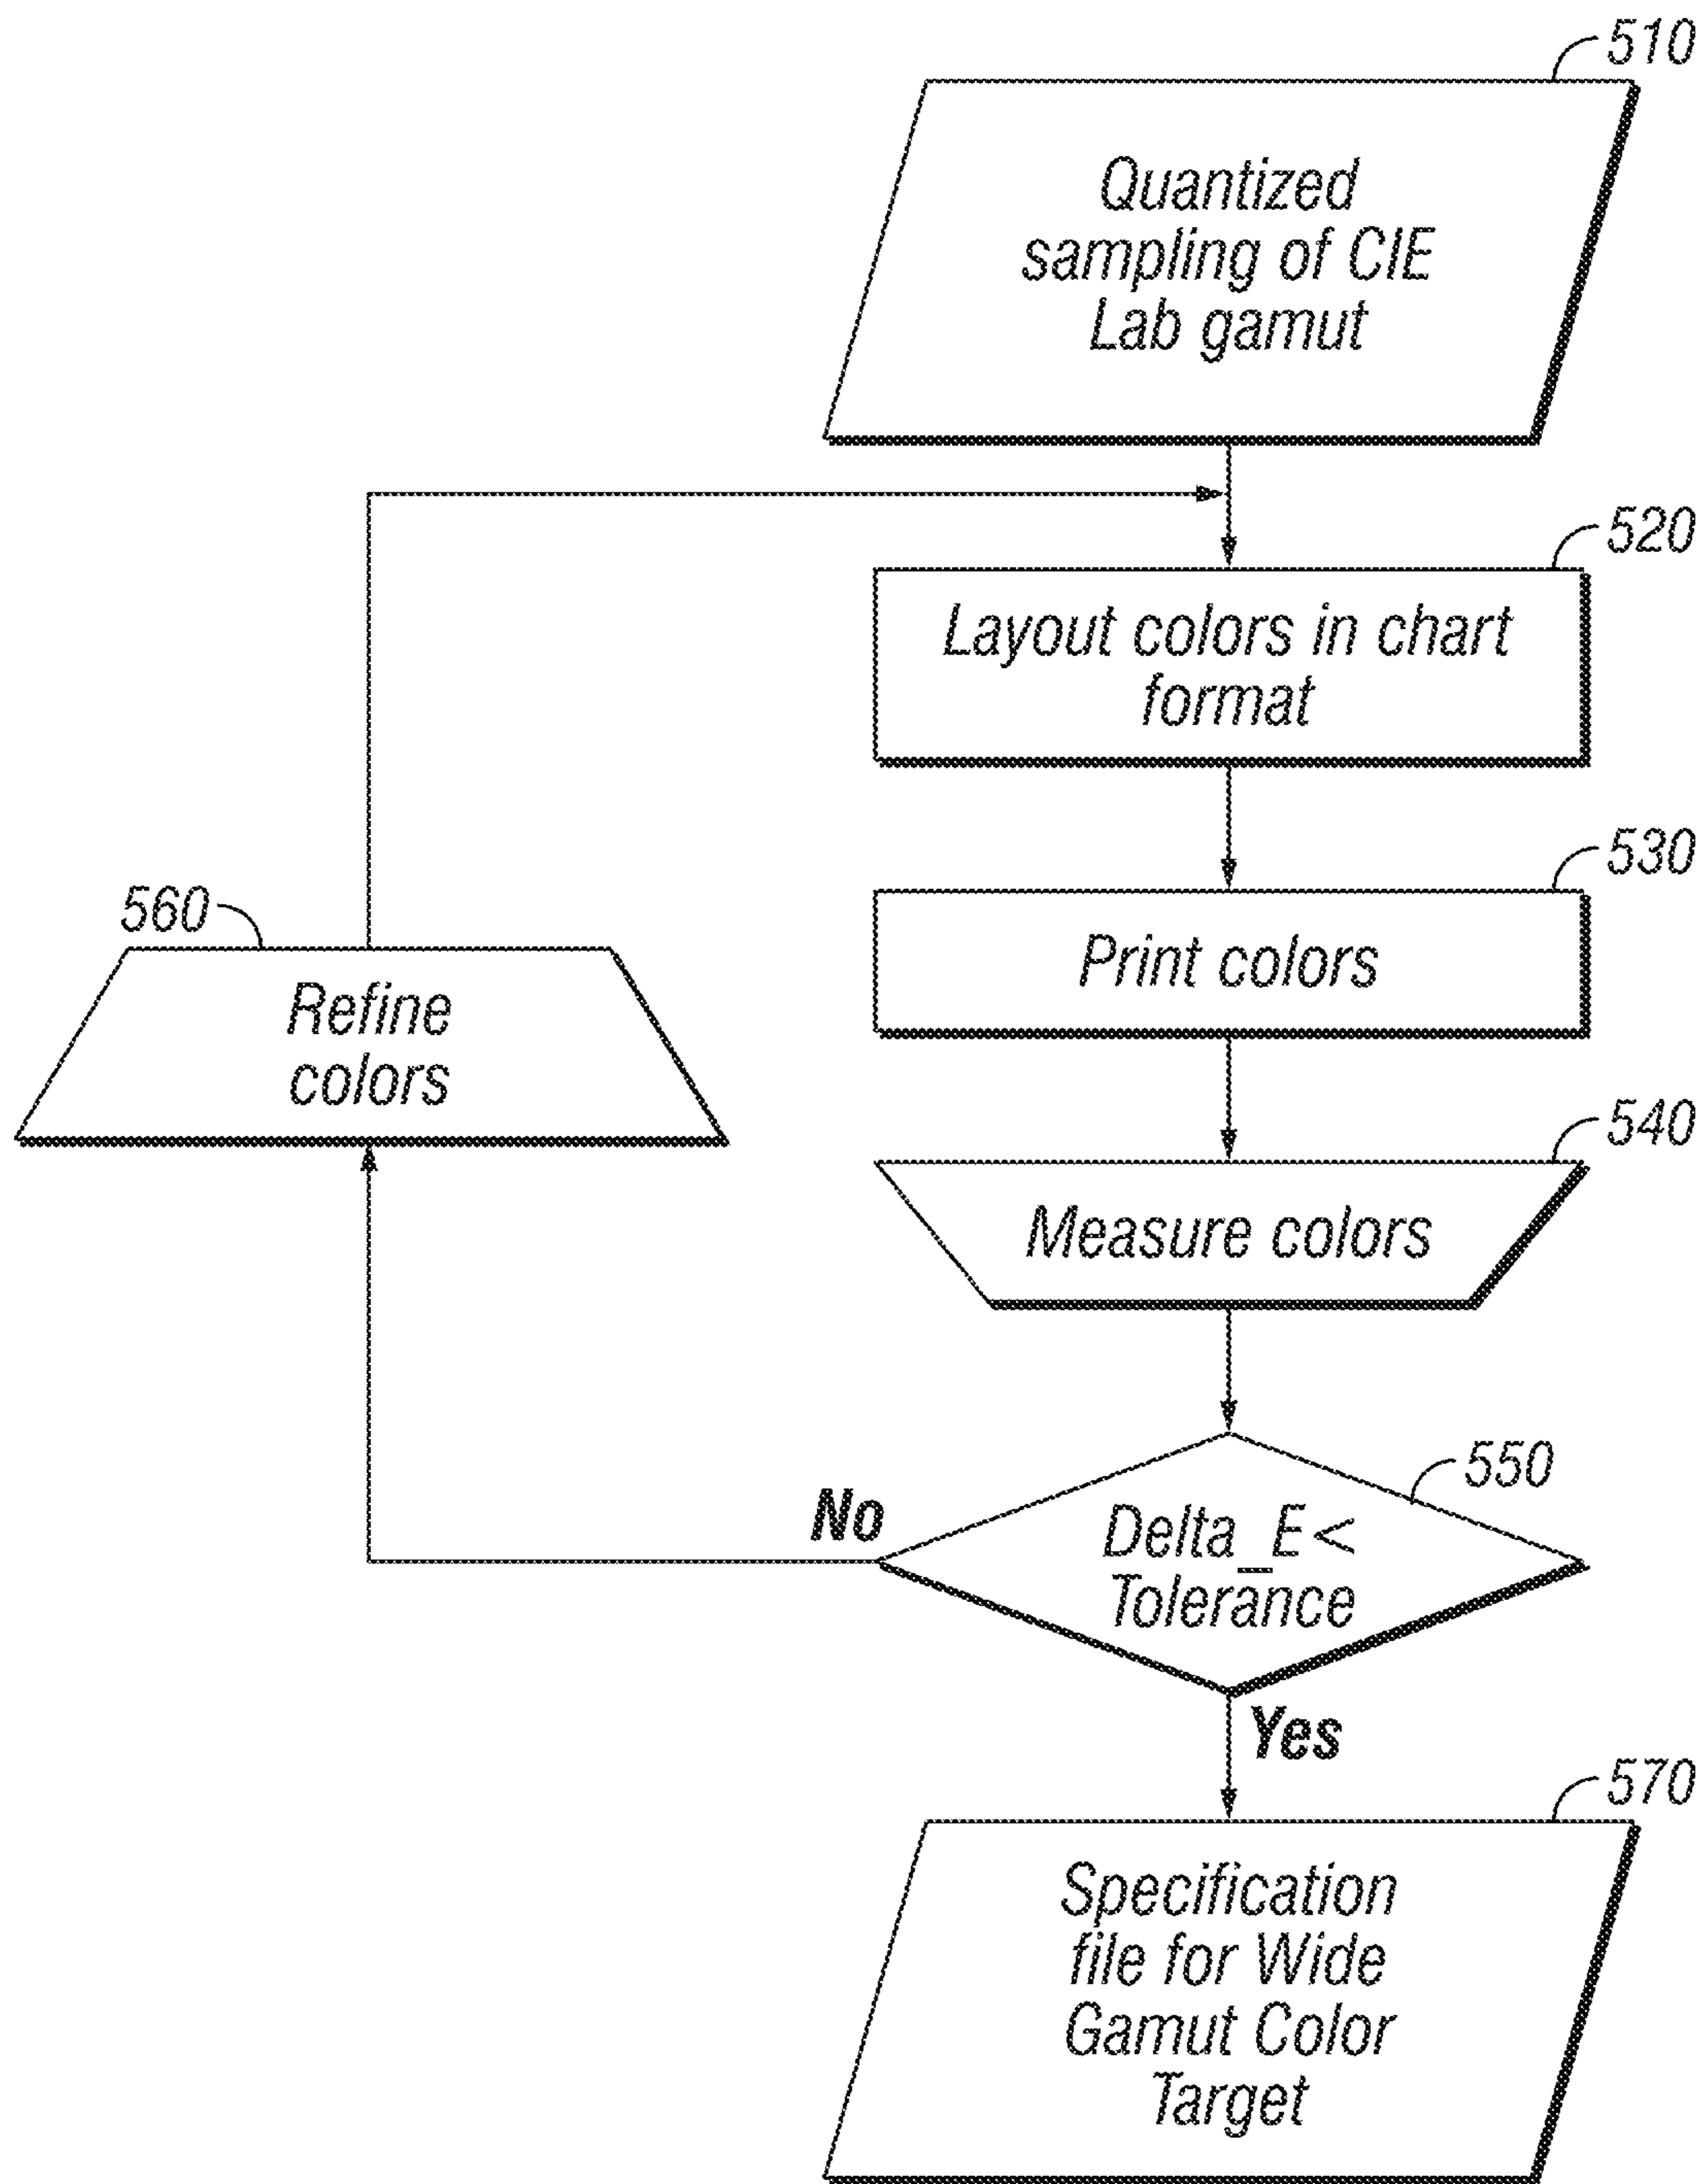 510
Quantized
sampling of CIE
Lab gamut
520
Layout colors in chart
format
530
Print colors
560
Refine
colors
540
Measure colors
550
No
Delta_E<
Tolerance
Yes
570
Specification
file for Wide
Gamut Color
Target